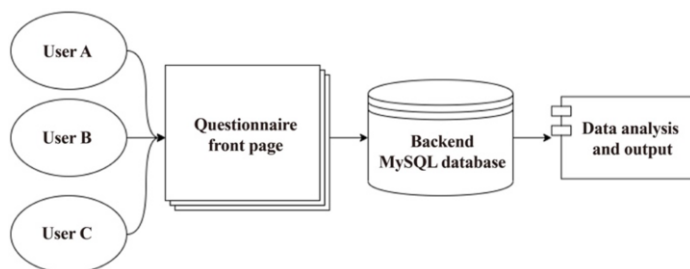 User A
User B
User C
Questionnaire
front page
Backend
MySQL database
Data analysis
and output